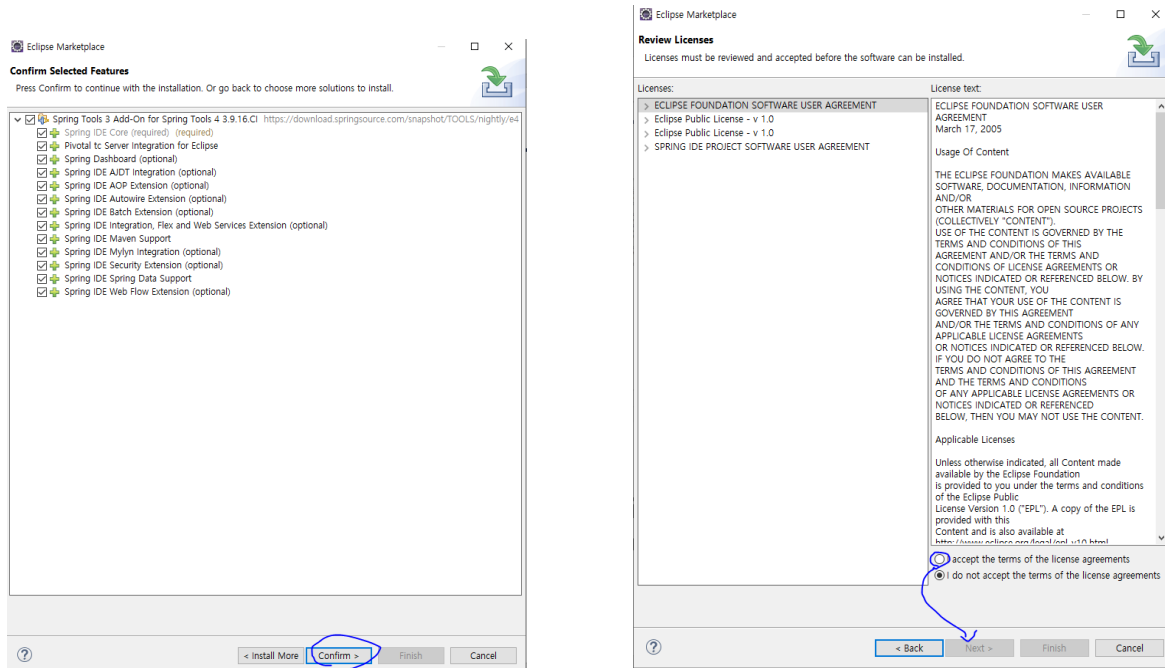 Eclipse Marketplace
Confirm Selected Features
Press Confirm to continue with the installation. Or go back to choose more solutions to install.
Spring Tools 3 Add-On for Spring Tools 4 3.9.16.CI https://download.springsource.com/snapshot/TOOLS/nightly/e4
Spring IDE Core (required) (required)
Pivotal tc Server Integration for Eclipse
Spring Dashboard (optional)
Spring IDE AJDT Integration (optional)
Spring IDE AOP Extension (optional)
Spring IDE Autowire Extension (optional)
Spring IDE Batch Extension (optional)
Spring IDE Integration, Flex and Web Services Extension (optional)
Spring IDE Maven Support
Spring IDE Mylyn Integration (optional)
Spring IDE Security Extension (optional)
Spring IDE Spring Data Support
Spring IDE Web Flow Extension (optional)
< Install More
Confirm >
Finish
Cancel
Eclipse Marketplace
Review Licenses
Licenses must be reviewed and accepted before the software can be installed.
Licenses:
ECLIPSE FOUNDATION SOFTWARE USER AGREEMENT
Eclipse Public License - v 1.0
Eclipse Public License - v 1.0
SPRING IDE PROJECT SOFTWARE USER AGREEMENT
License text:
ECLIPSE FOUNDATION SOFTWARE USER
AGREEMENT
March 17, 2005
Usage Of Content
THE ECLIPSE FOUNDATION MAKES AVAILABLE
SOFTWARE, DOCUMENTATION, INFORMATION
AND/OR
OTHER MATERIALS FOR OPEN SOURCE PROJECTS
(COLLECTIVELY "CONTENT").
USE OF THE CONTENT IS GOVERNED BY THE
TERMS AND CONDITIONS OF THIS
AGREEMENT AND/OR THE TERMS AND
CONDITIONS OF LICENSE AGREEMENTS OR
NOTICES INDICATED OR REFERENCED BELOW. BY
USING THE CONTENT, YOU
AGREE THAT YOUR USE OF THE CONTENT IS
GOVERNED BY THIS AGREEMENT
AND/OR THE TERMS AND CONDITIONS OF ANY
APPLICABLE LICENSE AGREEMENTS
OR NOTICES INDICATED OR REFERENCED BELOW.
IF YOU DO NOT AGREE TO THE
TERMS AND CONDITIONS OF THIS AGREEMENT
AND THE TERMS AND CONDITIONS
OF ANY APPLICABLE LICENSE AGREEMENTS OR
NOTICES INDICATED OR REFERENCED
BELOW, THEN YOU MAY NOT USE THE CONTENT.
Applicable Licenses
Unless otherwise indicated, all Content made
available by the Eclipse Foundation
is provided to you under the terms and conditions
of the Eclipse Public
License Version 1.0 ("EPL"). A copy of the EPL is
provided with this
Content and is also available at
http://www.eclipse.org/legal/epl-v10.html
I accept the terms of the license agreements
I do not accept the terms of the license agreements
< Back
Next >
Finish
Cancel